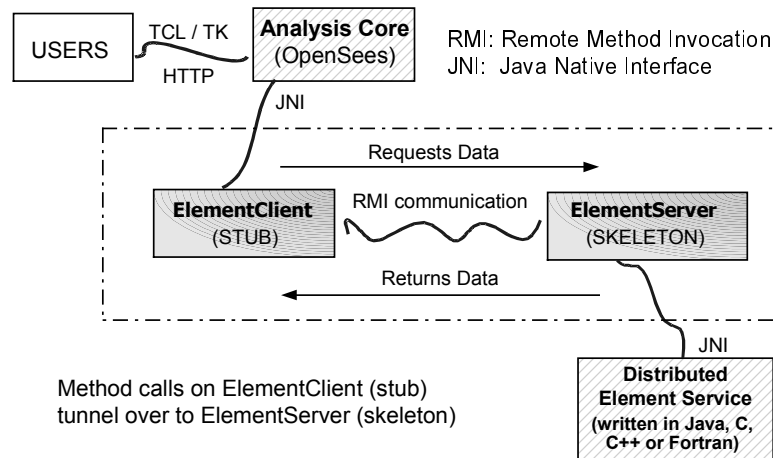 USERS
TCL / TK
HTTP
Analysis Core
(OpenSees)
RMI: Remote Method Invocation
JNI: Java Native Interface
JNI
Requests Data
ElementClient
(STUB)
RMI communication
ElementServer
(SKELETON)
Returns Data
JNI
Method calls on ElementClient (stub)
tunnel over to ElementServer (skeleton)
Distributed
Element Service
(written in Java, C,
C++ or Fortran)